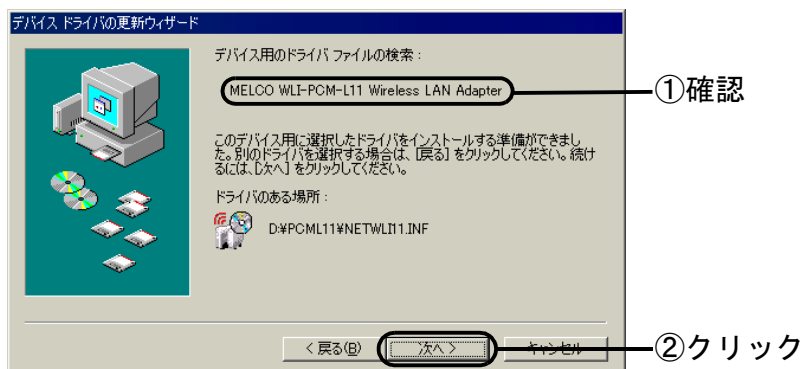 デバイス ドライバの更新ウィザード
デバイス用のドライバ ファイルの検索 :
MELCO WLI-PCM-L11 Wireless LAN Adapter
①確認
このデバイス用に選択したドライバをインストールする準備ができまし
た。別のドライバを選択する場合は、[戻る] をクリックしてください。続け
るには、[次へ] をクリックしてください。
ドライバのある場所 :
D:¥PCML11¥NETWLI11.INF
< 戻る(B) 次へ > キャンセル
②クリック